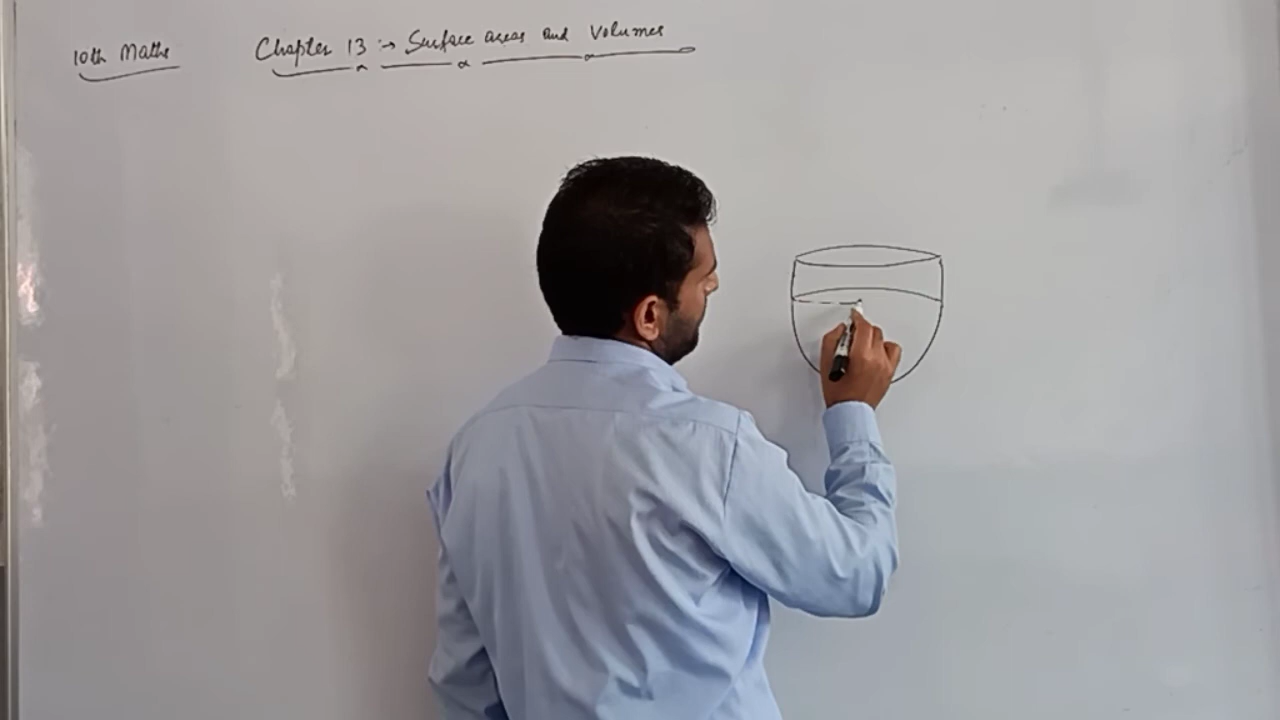 10th Maths Chapter 13 :→ Surface areas and Volumes